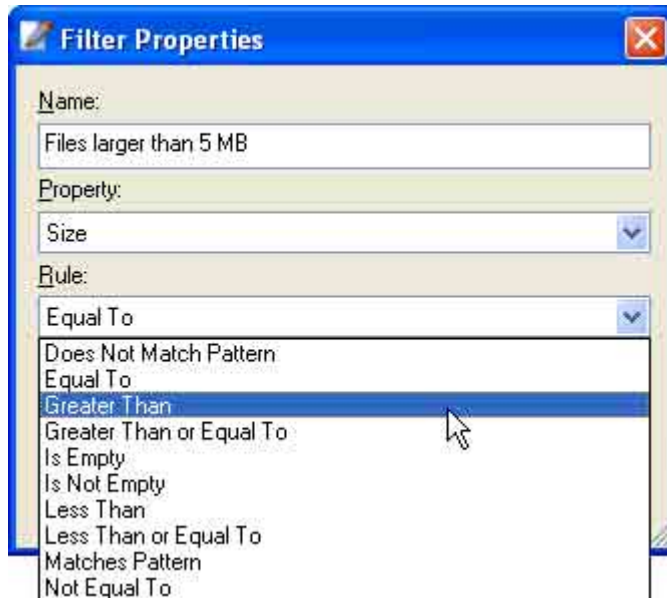 Filter Properties
Name:
Files larger than 5 MB
Property:
Size
Rule:
Equal To
Does Not Match Pattern
Equal To
Greater Than
Greater Than or Equal To
Is Empty
Is Not Empty
Less Than
Less Than or Equal To
Matches Pattern
Not Equal To